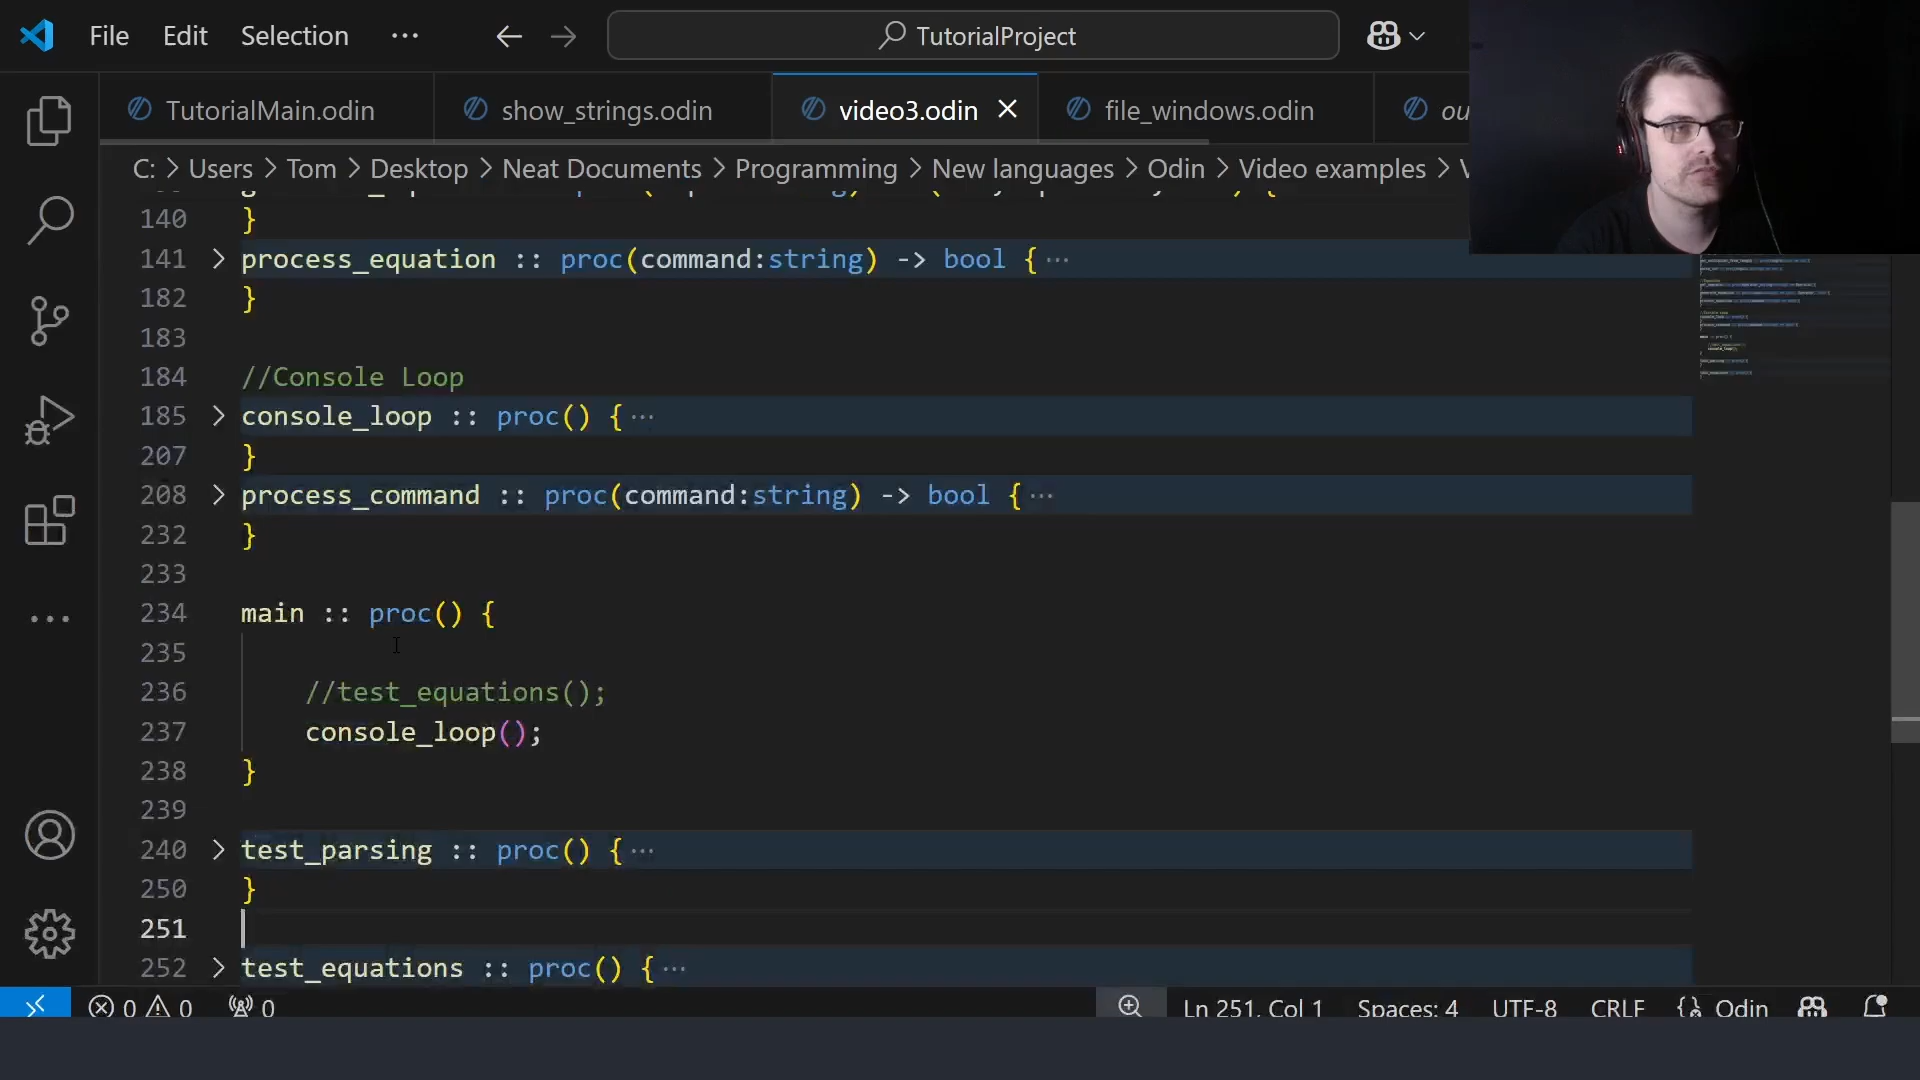 File Edit Selection ··· TutorialProject
TutorialMain.odin show_strings.odin video3.odin file_windows.odin ou
C: > Users > Tom > Desktop > Neat Documents > Programming > New languages > Odin > Video examples > V
140 }
141 process_equation :: proc(command:string) -> bool { ···
182 }
183
184 //Console Loop
185 console_loop :: proc() { ···
207 }
208 process_command :: proc(command:string) -> bool { ···
232 }
233
234 main :: proc() {
235
236 //test_equations();
237 console_loop();
238 }
239
240 test_parsing :: proc() { ···
250 }
251
252 test_equations :: proc() { ···
0 0 0 Ln 251, Col 1 Spaces: 4 UTF-8 CRLF Odin